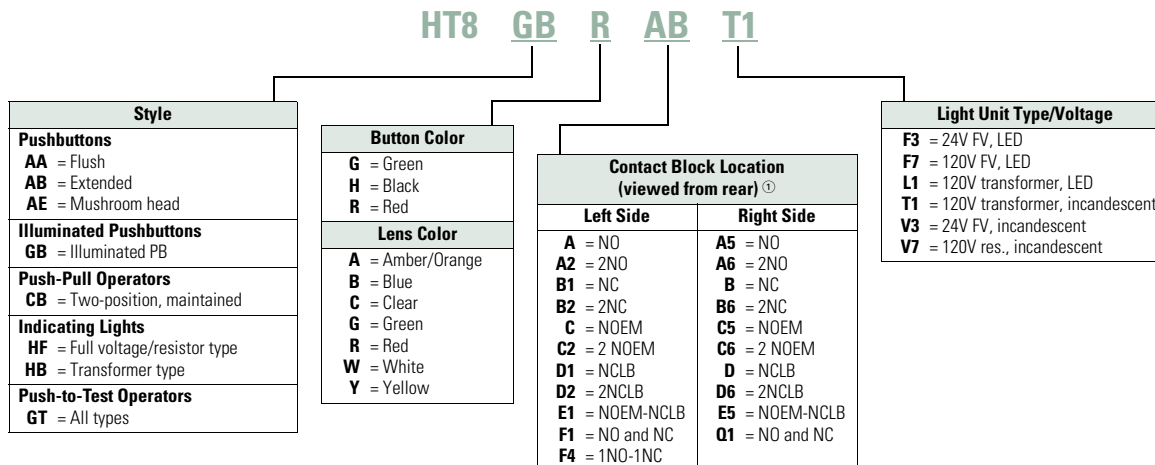 HT8 GB R AB T1
Style
Pushbuttons
AA = Flush
AB = Extended
AE = Mushroom head
Illuminated Pushbuttons
GB = Illuminated PB
Push-Pull Operators
CB = Two-position, maintained
Indicating Lights
HF = Full voltage/resistor type
HB = Transformer type
Push-to-Test Operators
GT = All types
Button Color
G = Green
H = Black
R = Red
Lens Color
A = Amber/Orange
B = Blue
C = Clear
G = Green
R = Red
W = White
Y = Yellow
Contact Block Location
(viewed from rear) ①
Left Side
A = NO
A2 = 2NO
B1 = NC
B2 = 2NC
C = NOEM
C2 = 2 NOEM
D1 = NCLB
D2 = 2NCLB
E1 = NOEM-NCLB
F1 = NO and NC
F4 = 1NO-1NC
Right Side
A5 = NO
A6 = 2NO
B = NC
B6 = 2NC
C5 = NOEM
C6 = 2 NOEM
D = NCLB
D6 = 2NCLB
E5 = NOEM-NCLB
Q1 = NO and NC
Light Unit Type/Voltage
F3 = 24V FV, LED
F7 = 120V FV, LED
L1 = 120V transformer, LED
T1 = 120V transformer, incandescent
V3 = 24V FV, incandescent
V7 = 120V res., incandescent